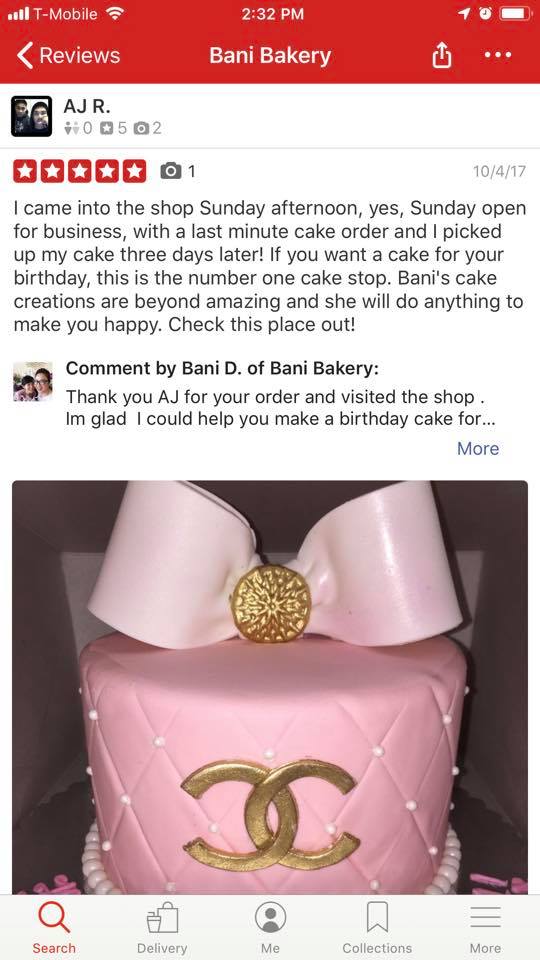 T-Mobile 2:32 PM
Reviews Bani Bakery
AJ R.
0 5 2
1 10/4/17
I came into the shop Sunday afternoon, yes, Sunday open
for business, with a last minute cake order and I picked
up my cake three days later! If you want a cake for your
birthday, this is the number one cake stop. Bani's cake
creations are beyond amazing and she will do anything to
make you happy. Check this place out!
Comment by Bani D. of Bani Bakery:
Thank you AJ for your order and visited the shop .
Im glad  I could help you make a birthday cake for...
More
Search Delivery Me Collections More